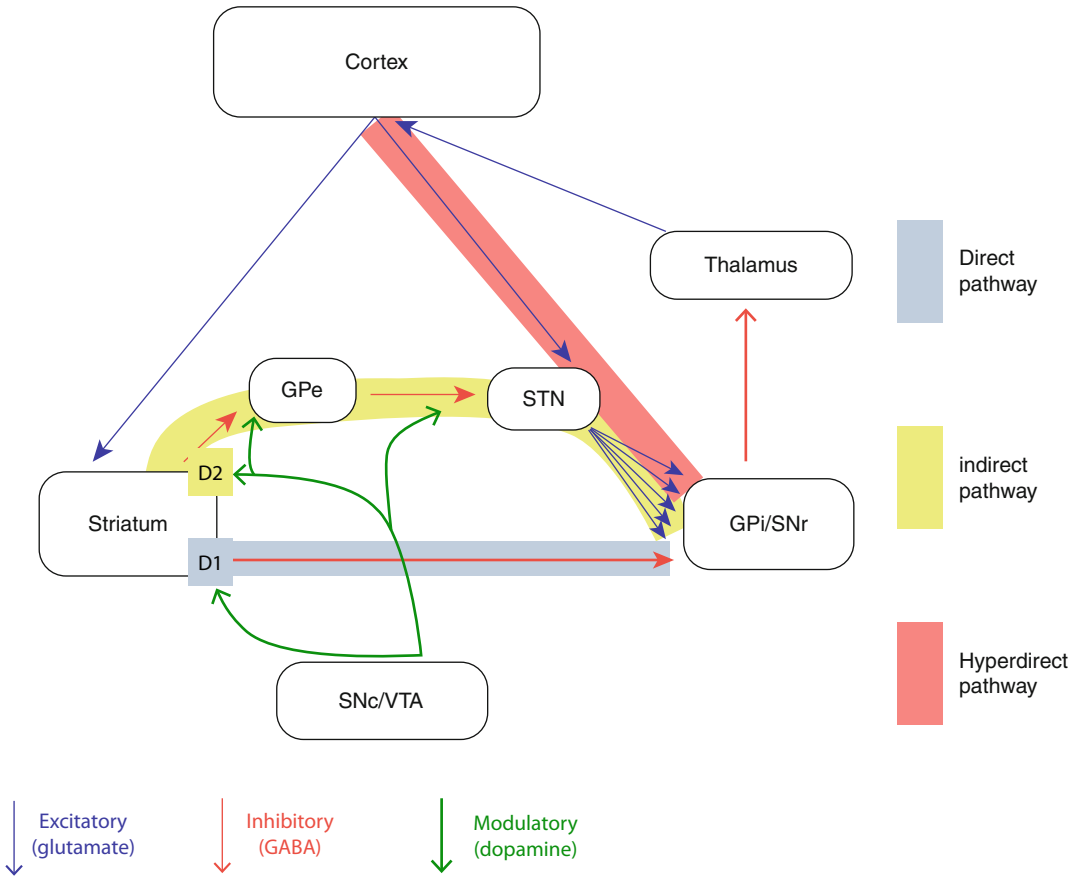 Cortex
Thalamus
Direct
pathway
GPe
STN
D2
indirect
pathway
Striatum
GPi/SNr
D1
SNc/VTA
Hyperdirect
pathway
Excitatory
(glutamate)
Inhibitory
(GABA)
Modulatory
(dopamine)